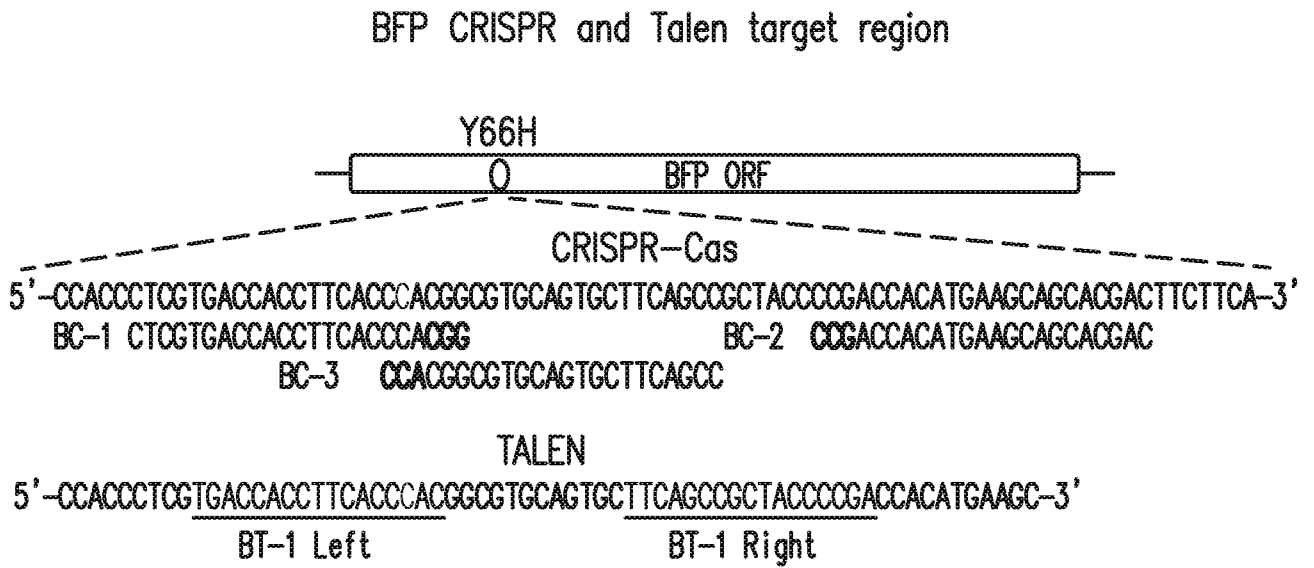 BFP CRISPR and Talen target region
Y66H
BFP ORF
CRISPR-Cas
5'-CCACCCTCGTGACCACCTTCACCCACGGCGTGCAGTGCTTCAGCCGCTACCCCGACCACATGAAGCAGCACGACTTCTTCA-3'
BC-1 CTCGTGACCACCTTCACCCACGG BC-2 CCGACCACATGAAGCAGCACGAC
BC-3 CCACGGCGTGCAGTGCTTCAGCC
TALEN
5'-CCACCCTCGTGACCACCTTCACCCACGGCGTGCAGTGCTTCAGCCGCTACCCCGACCACATGAAGC-3'
BT-1 Left BT-1 Right